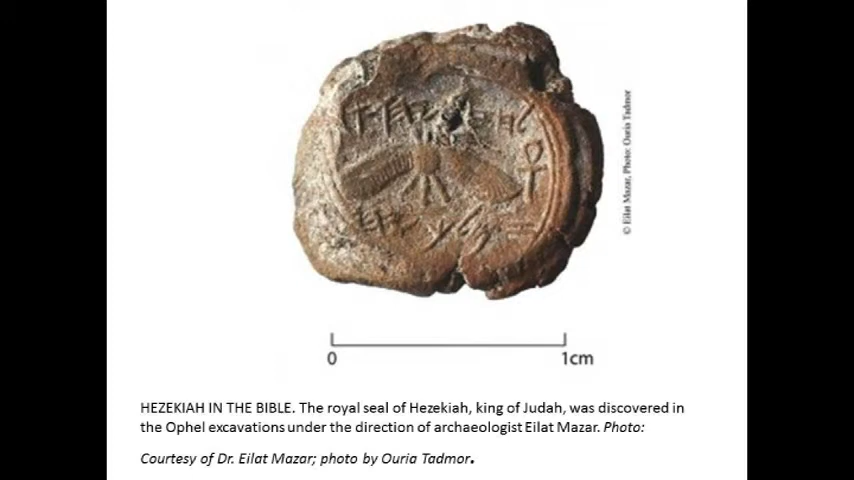 © Eilat Mazar, Photo: Ouria Tadmor
0 1cm
HEZEKIAH IN THE BIBLE. The royal seal of Hezekiah, king of Judah, was discovered in
the Ophel excavations under the direction of archaeologist Eilat Mazar. Photo:
Courtesy of Dr. Eilat Mazar; photo by Ouria Tadmor.